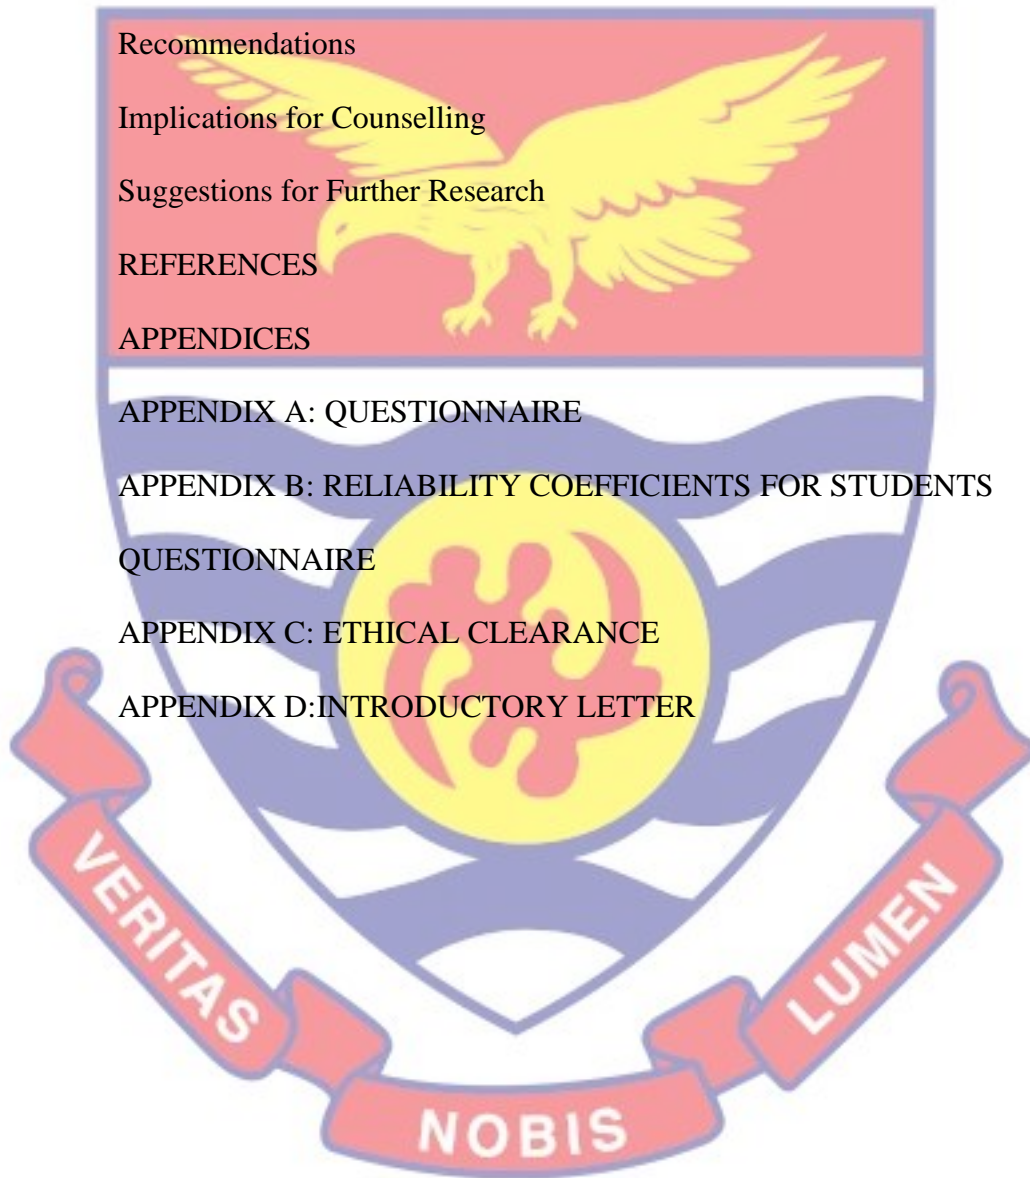 Recommendations
Implications for Counselling
Suggestions for Further Research
REFERENCES
APPENDICES
APPENDIX A: QUESTIONNAIRE
APPENDIX B: RELIABILITY COEFFICIENTS FOR STUDENTS
QUESTIONNAIRE
APPENDIX C: ETHICAL CLEARANCE
APPENDIX D:INTRODUCTORY LETTER
VERITAS
NOBIS
LUMEN